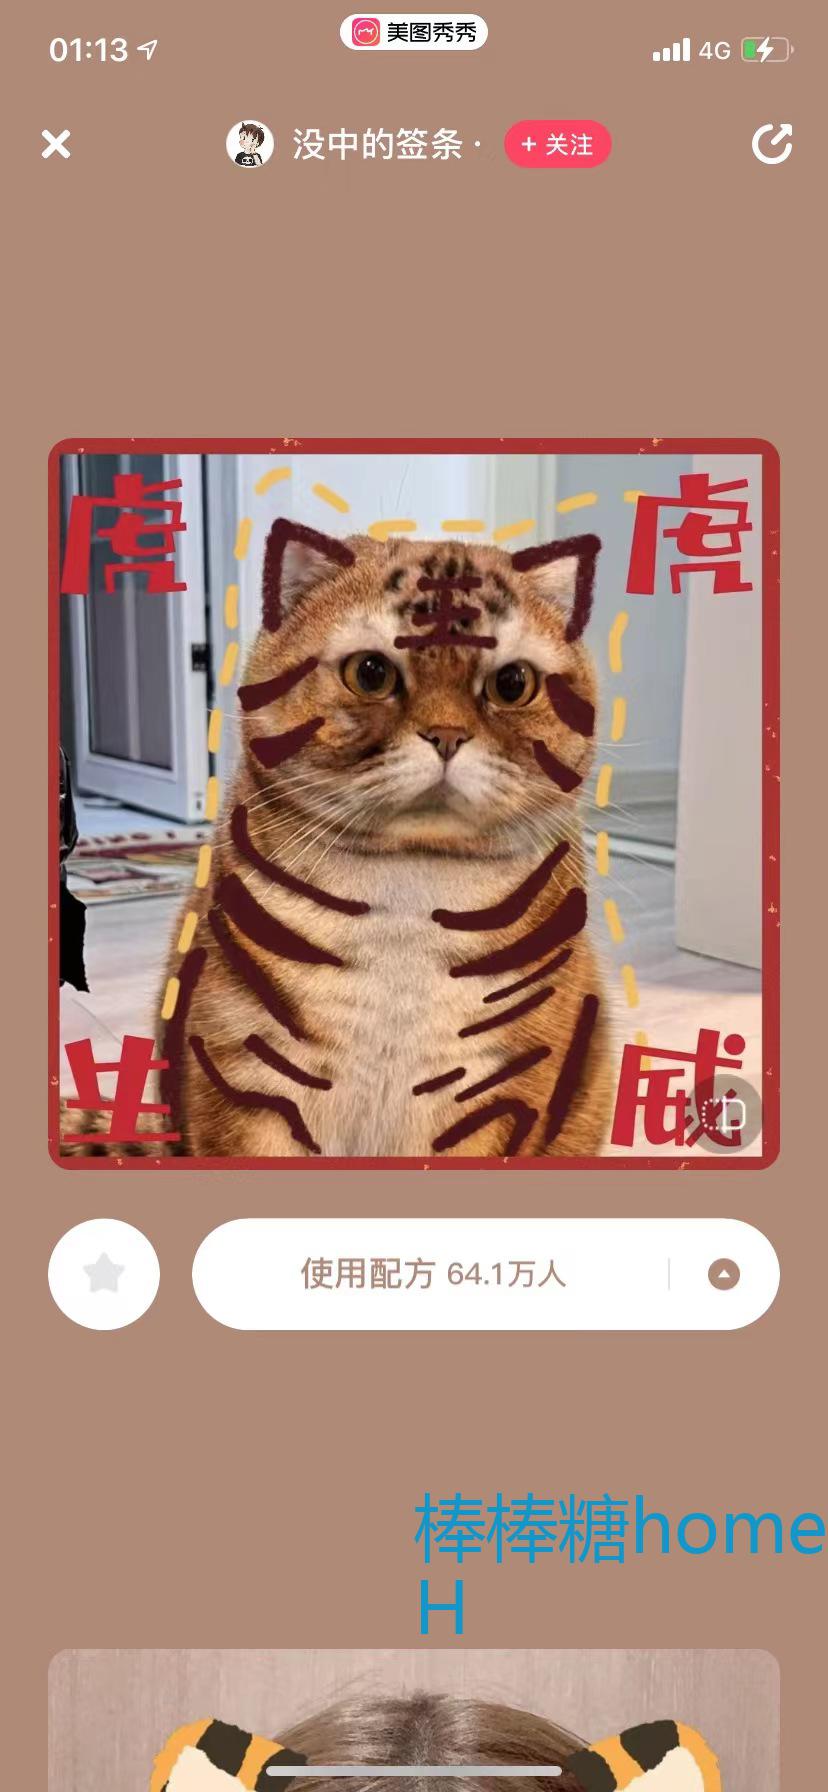 美图秀秀
01:13
4G
没中的签条·
+ 关注
虎
虎
王
生
威
使用配方 64.1万人
棒棒糖home
H